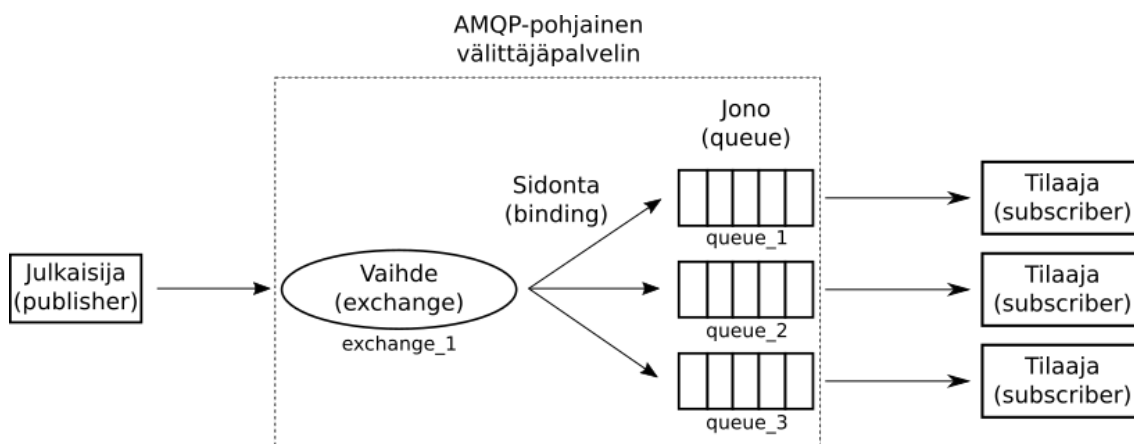 AMQP-pohjainen
välittäjäpalvelin
Jono
(queue)
Sidonta
(binding)
queue_1
Tilaaja
(subscriber)
Julkaisija
(publisher)
Vaihde
(exchange)
exchange_1
queue_2
Tilaaja
(subscriber)
queue_3
Tilaaja
(subscriber)